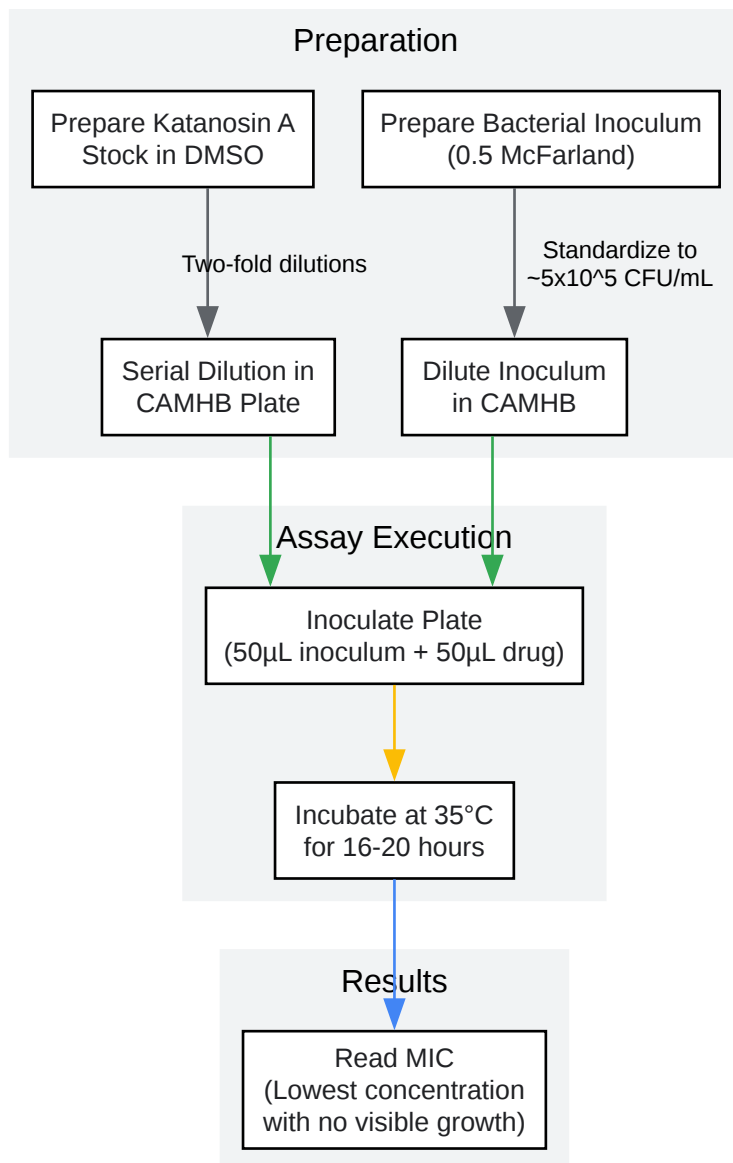 Preparation
Prepare Katanosin A
Stock in DMSO
Prepare Bacterial Inoculum
(0.5 McFarland)
Two-fold dilutions
Standardize to
~5x10^5 CFU/mL
Serial Dilution in
CAMHB Plate
Dilute Inoculum
in CAMHB
Assay Execution
Inoculate Plate
(50µL inoculum + 50µL drug)
Incubate at 35°C
for 16-20 hours
Results
Read MIC
(Lowest concentration
with no visible growth)